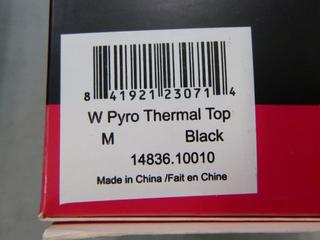 8 41921 23071 4
W Pyro Thermal Top
M Black
14836.10010
Made in China /Fait en Chine